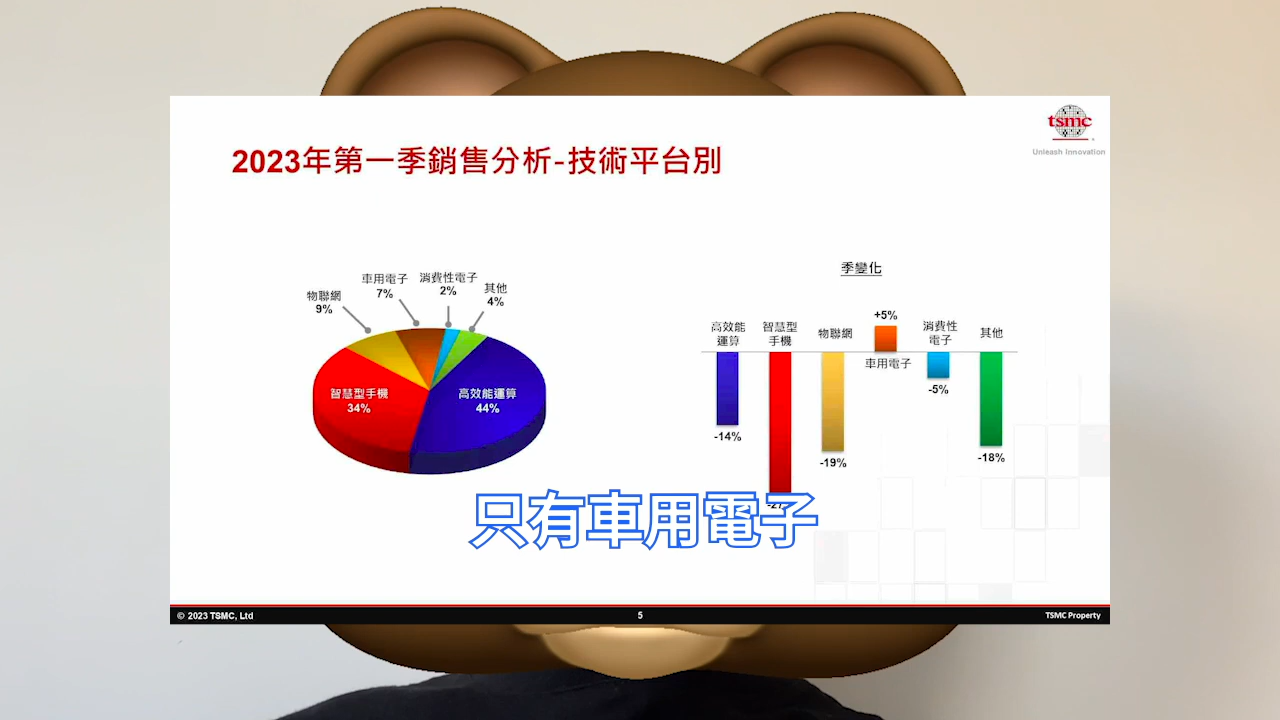 tsmc
Unleash Innovation
2023年第一季銷售分析-技術平台別
物聯網
9%
車用電子
7%
消費性電子
2%
其他
4%
智慧型手機
34%
高效能運算
44%
季變化
高效能
運算
智慧型
手機
物聯網
+5%
車用電子
消費性
電子
其他
-14%
-19%
-5%
-18%
只有車用電子
© 2023 TSMC, Ltd
5
TSMC Property